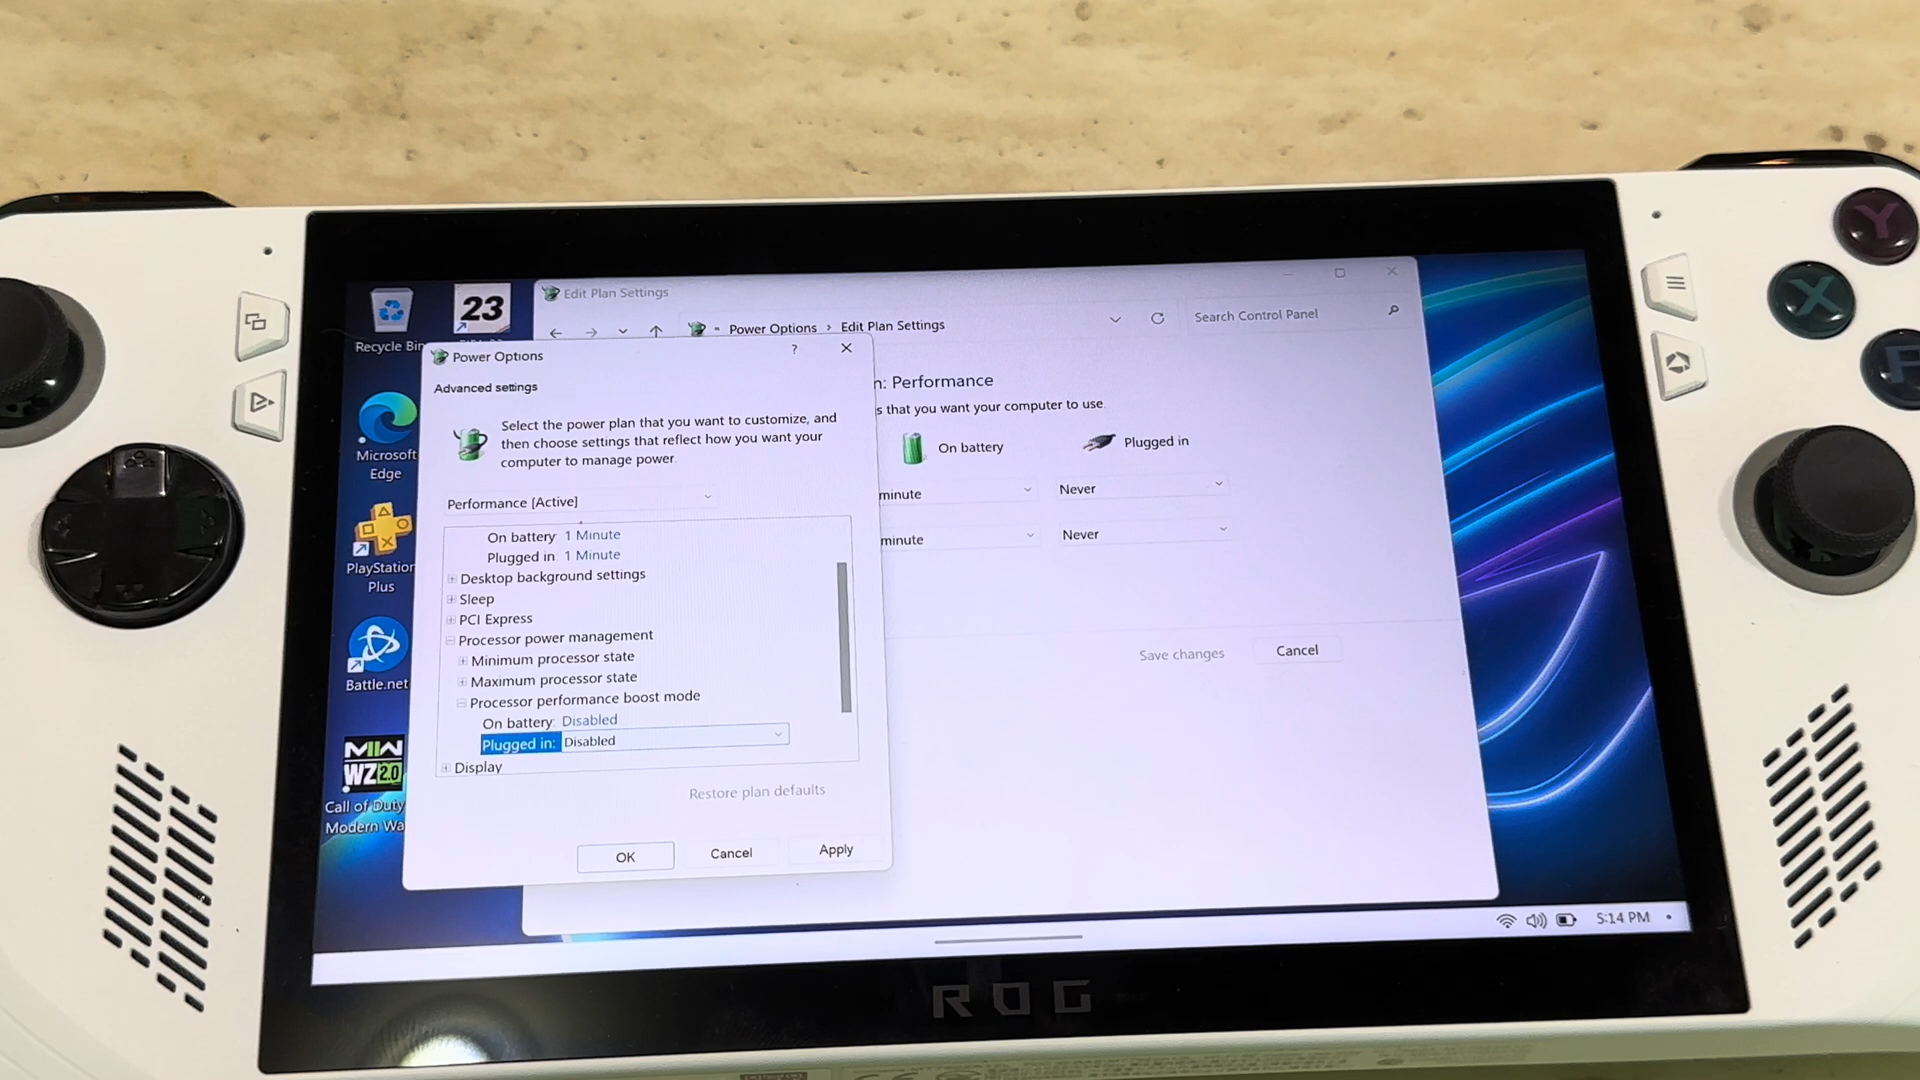 Recycle Bin
23
Microsoft
Edge
PlayStation
Plus
Battle.net
MW
WZ 2.0
Call of Duty
Modern Wa
Edit Plan Settings
Power Options › Edit Plan Settings
Search Control Panel
n: Performance
s that you want your computer to use.
On battery
Plugged in
minute
Never
minute
Never
Save changes
Cancel
Power Options
?
Advanced settings
Select the power plan that you want to customize, and
then choose settings that reflect how you want your
computer to manage power.
Performance [Active]
On battery: 1 Minute
Plugged in: 1 Minute
Desktop background settings
Sleep
PCI Express
Processor power management
Minimum processor state
Maximum processor state
Processor performance boost mode
On battery: Disabled
Plugged in: Disabled
Display
Restore plan defaults
OK
Cancel
Apply
5:14 PM
ROG
Y
X